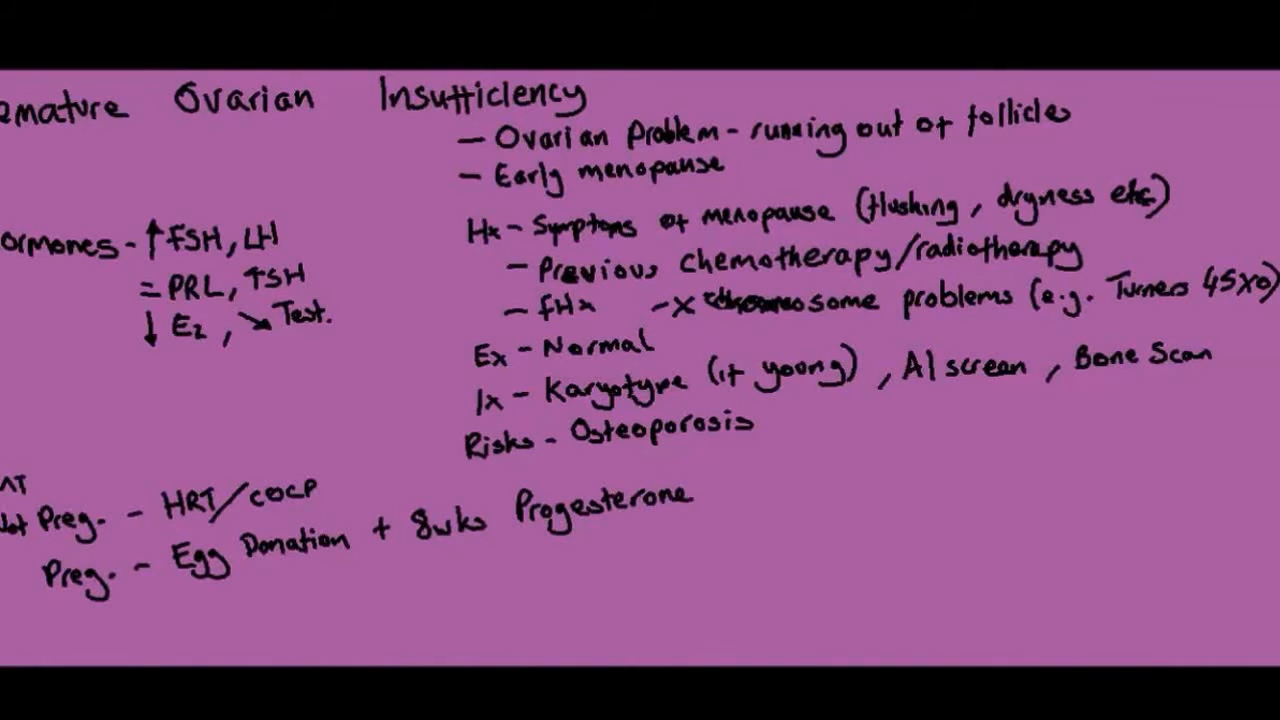 emature Ovarian Insufficiency
- Ovarian Problem - running out of follicles
- Early menopause
ormones - ↑ FSH, LH
= PRL, TSH
↓ E2, ↘ Test.
Hx - Symptoms of menopause (flushing, dryness etc)
- Previous chemotherapy/radiotherapy
- FHx - X chromosome problems (e.g. Turners 45X0)
Ex - Normal
Ix - Karyotype (if young), AI screen, Bone Scan
Risks - Osteoporosis
Not Preg. - HRT/COCP
Preg. - Egg Donation + 8wks Progesterone